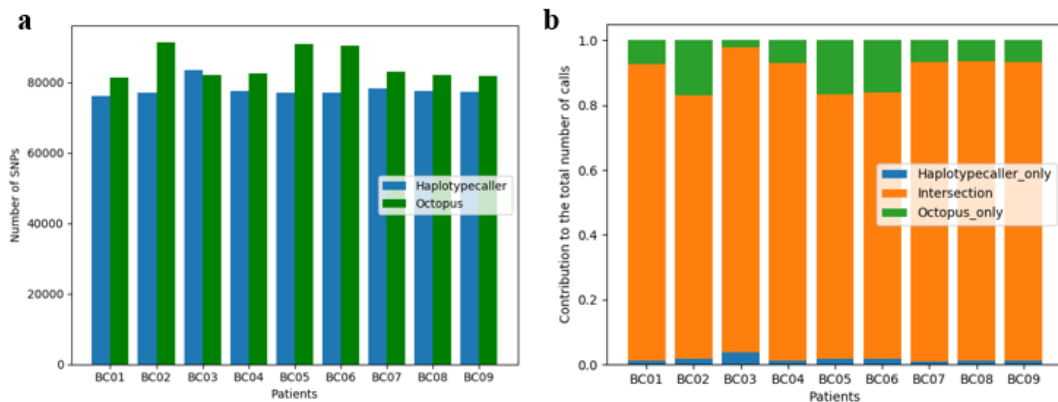 a
Number of SNPs
80000
60000
40000
20000
0
Haplotypecaller
Octopus
BC01 BC02 BC03 BC04 BC05 BC06 BC07 BC08 BC09
Patients
b
Contribution to the total number of calls
1.0
0.8
0.6
0.4
0.2
0.0
Haplotypecaller_only
Intersection
Octopus_only
BC01 BC02 BC03 BC04 BC05 BC06 BC07 BC08 BC09
Patients